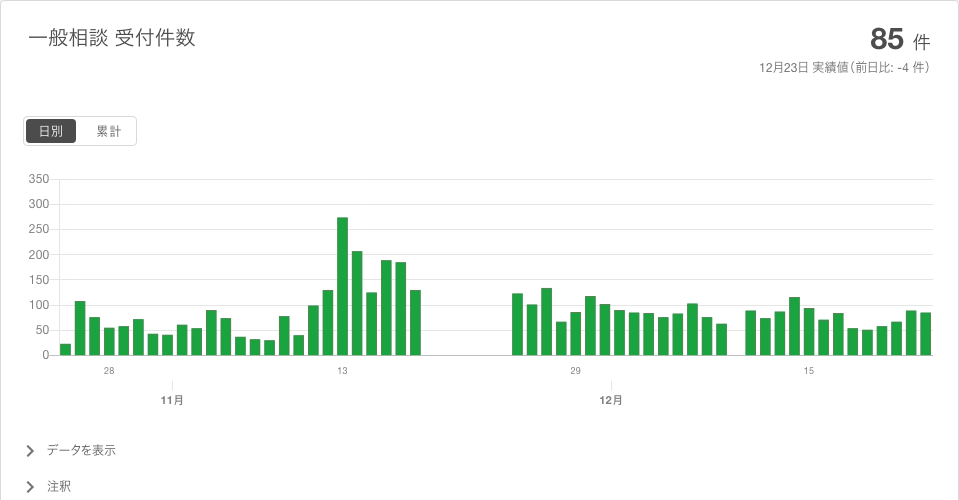 一般相談 受付件数
85 件
12月23日 実績値（前日比: -4 件）
日別 累計
350
300
250
200
150
100
50
0
28 13 29 15
11月 12月
データを表示
注釈